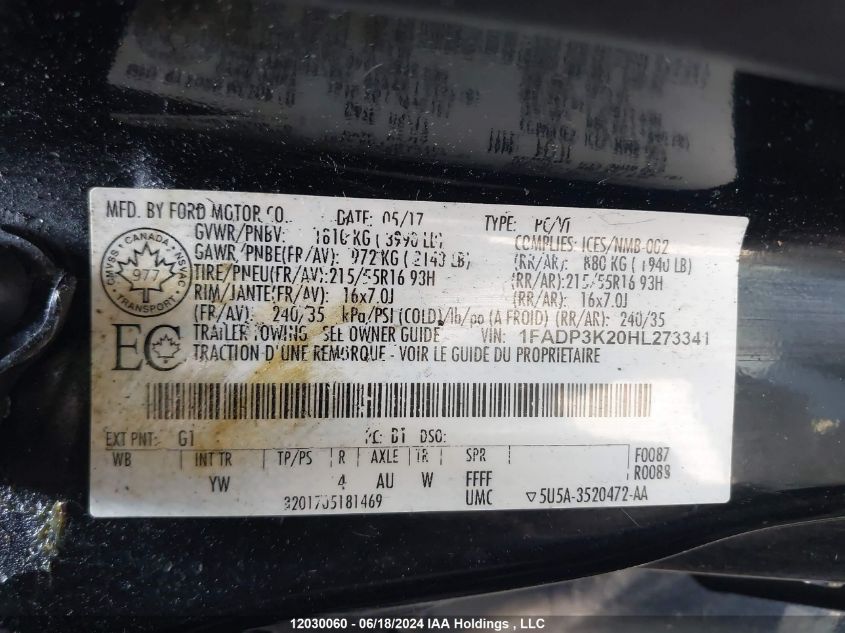 MFD. BY FORD MOTOR CO. DATE: 05/17 TYPE: PC/VT
GVWR/PNBV: 1810 KG (3990 LB) COMPLIES: ICES/NMB-002
GAWR/PNBE(FR/AV): 972 KG (2143 LB) (RR/AR): 880 KG (1940 LB)
TIRE/PNEU(FR/AV): 215/55R16 93H (RR/AR): 215/55R16 93H
RIM/JANTE(FR/AV): 16x7.0J (RR/AR): 16x7.0J
(FR/AV): 240/35 kPa/PSI (COLD)/lb/po (A FROID) (RR/AR): 240/35
TRAILER TOWING - SEE OWNER GUIDE VIN: 1FADP3K20HL273341
TRACTION D'UNE REMORQUE - VOIR LE GUIDE DU PROPRIETAIRE
CANADA
CMVSS NSVAC
977
TRANSPORT
EC
EXT PNT: G1 RC: B1 DSO: F0087
WB INT TR TP/PS R AXLE TR SPR
YW 4 AU W FFFF
UMC ▽5U5A-3520472-AA
12030060 - 06/18/2024 IAA Holdings , LLC